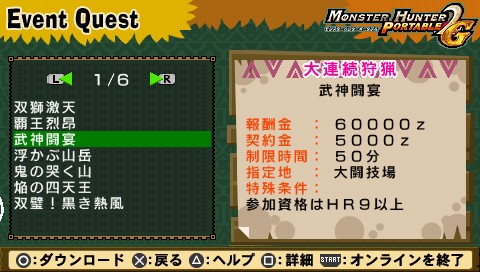 Event Quest
MONSTER HUNTER
PORTABLE 2nd G
L 1/6 R
双獅激天
覇王烈昂
武神闘宴
浮かぶ山岳
鬼の哭く山
焔の四天王
双璧！黒き熱風
大連続狩猟
武神闘宴
報酬金 : 60000z
契約金 : 5000z
制限時間 : 50分
指定地 : 大闘技場
特殊条件 :
参加資格はHR9以上
○:ダウンロード ×:戻る △:ヘルプ □:詳細 START:オンラインを終了